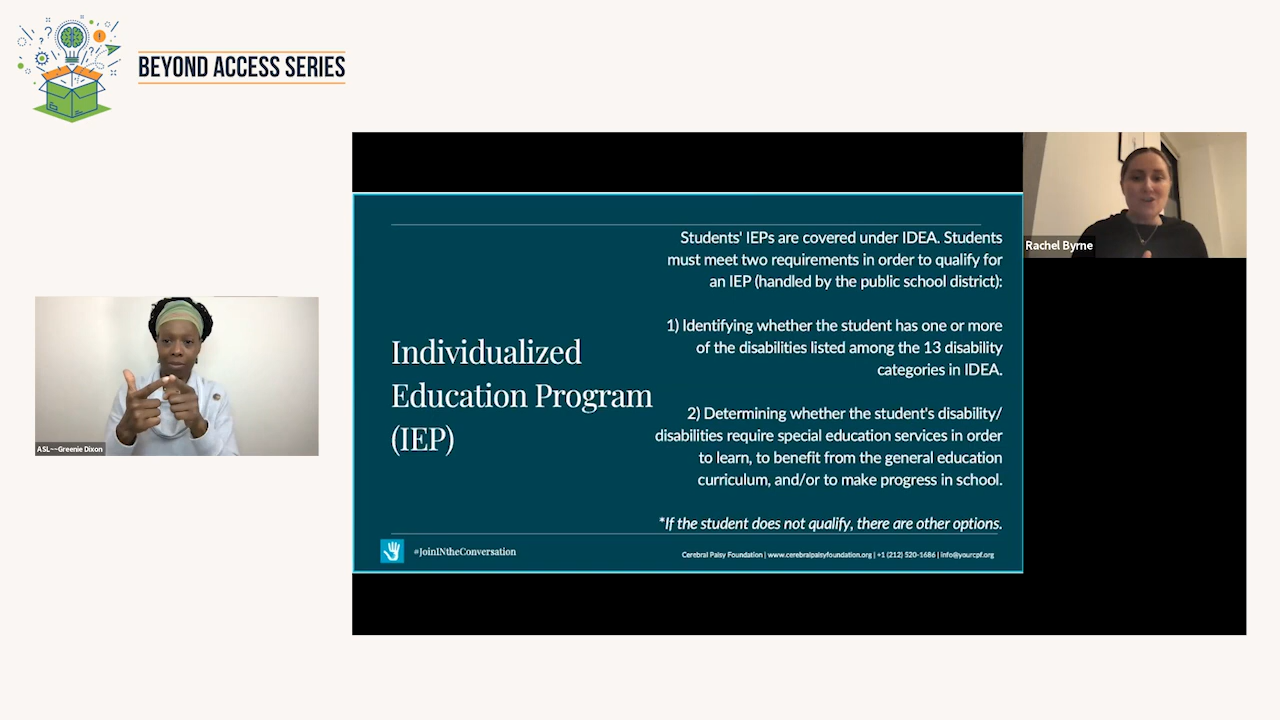 BEYOND ACCESS SERIES
Rachel Byrne
ASL--Greenie Dixon
Individualized
Education Program
(IEP)
Students' IEPs are covered under IDEA. Students
must meet two requirements in order to qualify for
an IEP (handled by the public school district):
1) Identifying whether the student has one or more
of the disabilities listed among the 13 disability
categories in IDEA.
2) Determining whether the student's disability/
disabilities require special education services in order
to learn, to benefit from the general education
curriculum, and/or to make progress in school.
*If the student does not qualify, there are other options.
#JoinINtheConversation
Cerebral Palsy Foundation | www.cerebralpalsyfoundation.org | +1 (212) 520-1686 | info@yourcpf.org